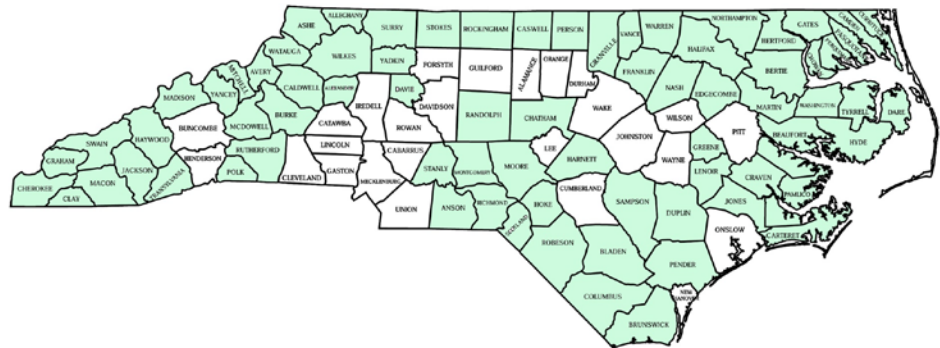 ALLEGHANY
ASHE
SURRY
STOKES
ROCKINGHAM
CASWELL
PERSON
GRANVILLE
VANCE
WARREN
NORTHAMPTON
HERTFORD
GATES
CAMDEN
CURRITUCK
PASQUOTANK
WATAUGA
WILKES
YADKIN
FORSYTH
GUILFORD
ALAMANCE
ORANGE
DURHAM
FRANKLIN
HALIFAX
BERTIE
CHOWAN
MITCHELL
AVERY
CALDWELL
ALEXANDER
IREDELL
DAVIE
DAVIDSON
RANDOLPH
CHATHAM
WAKE
NASH
EDGECOMBE
MARTIN
WASHINGTON
TYRRELL
DARE
MADISON
YANCEY
BURKE
CATAWBA
ROWAN
WILSON
PITT
BEAUFORT
HYDE
BUNCOMBE
MCDOWELL
LINCOLN
CABARRUS
LEE
JOHNSTON
GREENE
SWAIN
HAYWOOD
HENDERSON
RUTHERFORD
CLEVELAND
GASTON
MECKLENBURG
STANLY
MONTGOMERY
MOORE
HARNETT
WAYNE
LENOIR
CRAVEN
PAMLICO
GRAHAM
JACKSON
TRANSYLVANIA
POLK
CHEROKEE
CLAY
MACON
UNION
ANSON
RICHMOND
SCOTLAND
HOKE
CUMBERLAND
SAMPSON
DUPLIN
JONES
CARTERET
ONSLOW
ROBESON
BLADEN
PENDER
COLUMBUS
NEW
HANOVER
BRUNSWICK